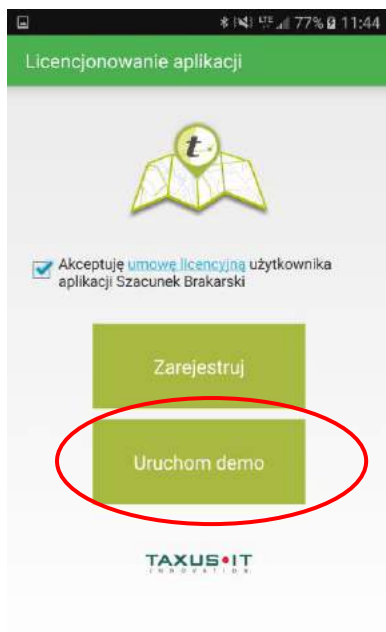 77% 11:44
Licencjonowanie aplikacji
t
Akceptuję umowę licencyjną użytkownika
aplikacji Szacunek Brakarski
Zarejestruj
Uruchom demo
TAXUS IT
INNOVATION